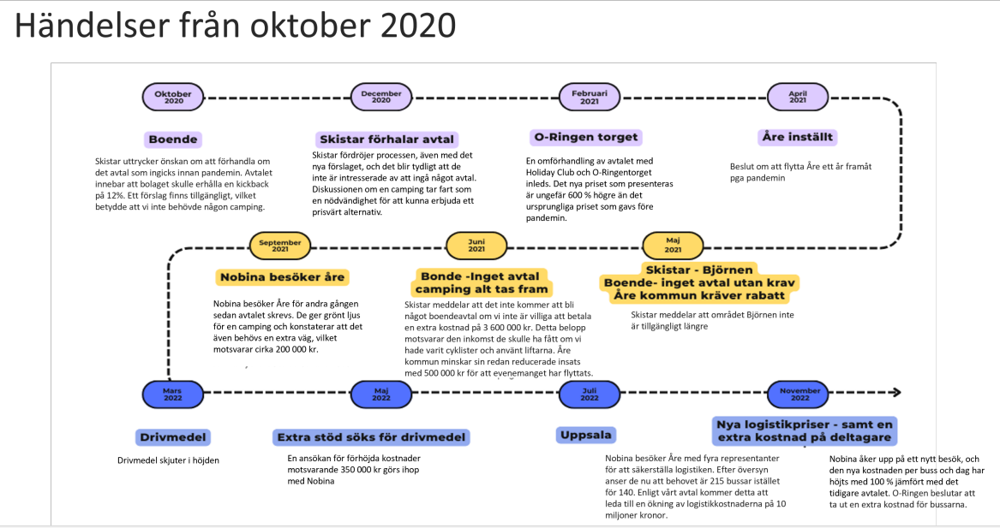 Händelser från oktober 2020
Oktober
2020
Boende
Skistar uttrycker önskan om att förhandla om
det avtal som ingicks innan pandemin. Avtalet
innebar att bolaget skulle erhålla en kickback
på 12%. Ett förslag finns tillgängligt, vilket
betydde att vi inte behövde någon camping.
December
2020
Skistar förhalar avtal
Skistar fördröjer processen, även med det
nya förslaget, och det blir tydligt att de
inte är intresserade av att ingå något avtal.
Diskussionen om en camping tar fart som
en nödvändighet för att kunna erbjuda ett
prisvärt alternativ.
Februari
2021
O-Ringen torget
En omförhandling av avtalet med
Holiday Club och O-Ringentorget
inleds. Det nya priset som presenteras
är ungefär 600 % högre än det
ursprungliga priset som gavs före
pandemin.
April
2021
Åre inställt
Beslut om att flytta Åre ett år framåt
pga pandemin
September
2021
Nobina besöker åre
Nobina besöker Åre för andra gången
sedan avtalet skrevs. De ger grönt ljus
för en camping och konstaterar att det
även behövs en extra väg, vilket
motsvarar cirka 200 000 kr.
Juni
2021
Bonde -Inget avtal
camping alt tas fram
Skistar meddelar att det inte kommer att bli
något boendeavtal om vi inte är villiga att betala
en extra kostnad på 3 600 000 kr. Detta belopp
motsvarar den inkomst de skulle ha fått om vi
hade varit cyklister och använt liftarna. Åre
kommun minskar sin redan reducerade insats
med 500 000 kr för att evenemanget har flyttats.
Maj
2021
Skistar - Björnen
Boende- inget avtal utan krav
Åre kommun kräver rabatt
Skistar meddelar att området Björnen inte
är tillgängligt längre
Mars
2022
Drivmedel
Drivmedel skjuter i höjden
Maj
2022
Extra stöd söks för drivmedel
En ansökan för förhöjda kostnader
motsvarande 350 000 kr görs ihop
med Nobina
Juli
2022
Uppsala
Nobina besöker Åre med fyra representanter
för att säkerställa logistiken. Efter översyn
anser de nu att behovet är 215 bussar istället
för 140. Enligt vårt avtal kommer detta att
leda till en ökning av logistikkostnaderna på 10
miljoner kronor.
November
2022
Nya logistikpriser - samt en
extra kostnad på deltagare
Nobina åker upp på ett nytt besök, och
den nya kostnaden per buss och dag har
höjts med 100 % jämfört med det
tidigare avtalet. O-Ringen beslutar att
ta ut en extra kostnad för bussarna.